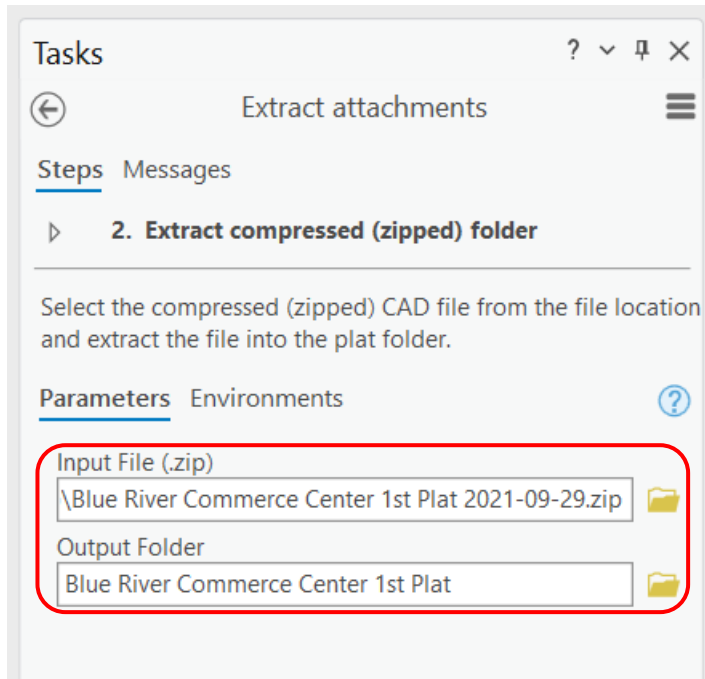 Tasks
Extract attachments
Steps Messages
2. Extract compressed (zipped) folder
Select the compressed (zipped) CAD file from the file location
and extract the file into the plat folder.
Parameters Environments
Input File (.zip)
\Blue River Commerce Center 1st Plat 2021-09-29.zip
Output Folder
Blue River Commerce Center 1st Plat